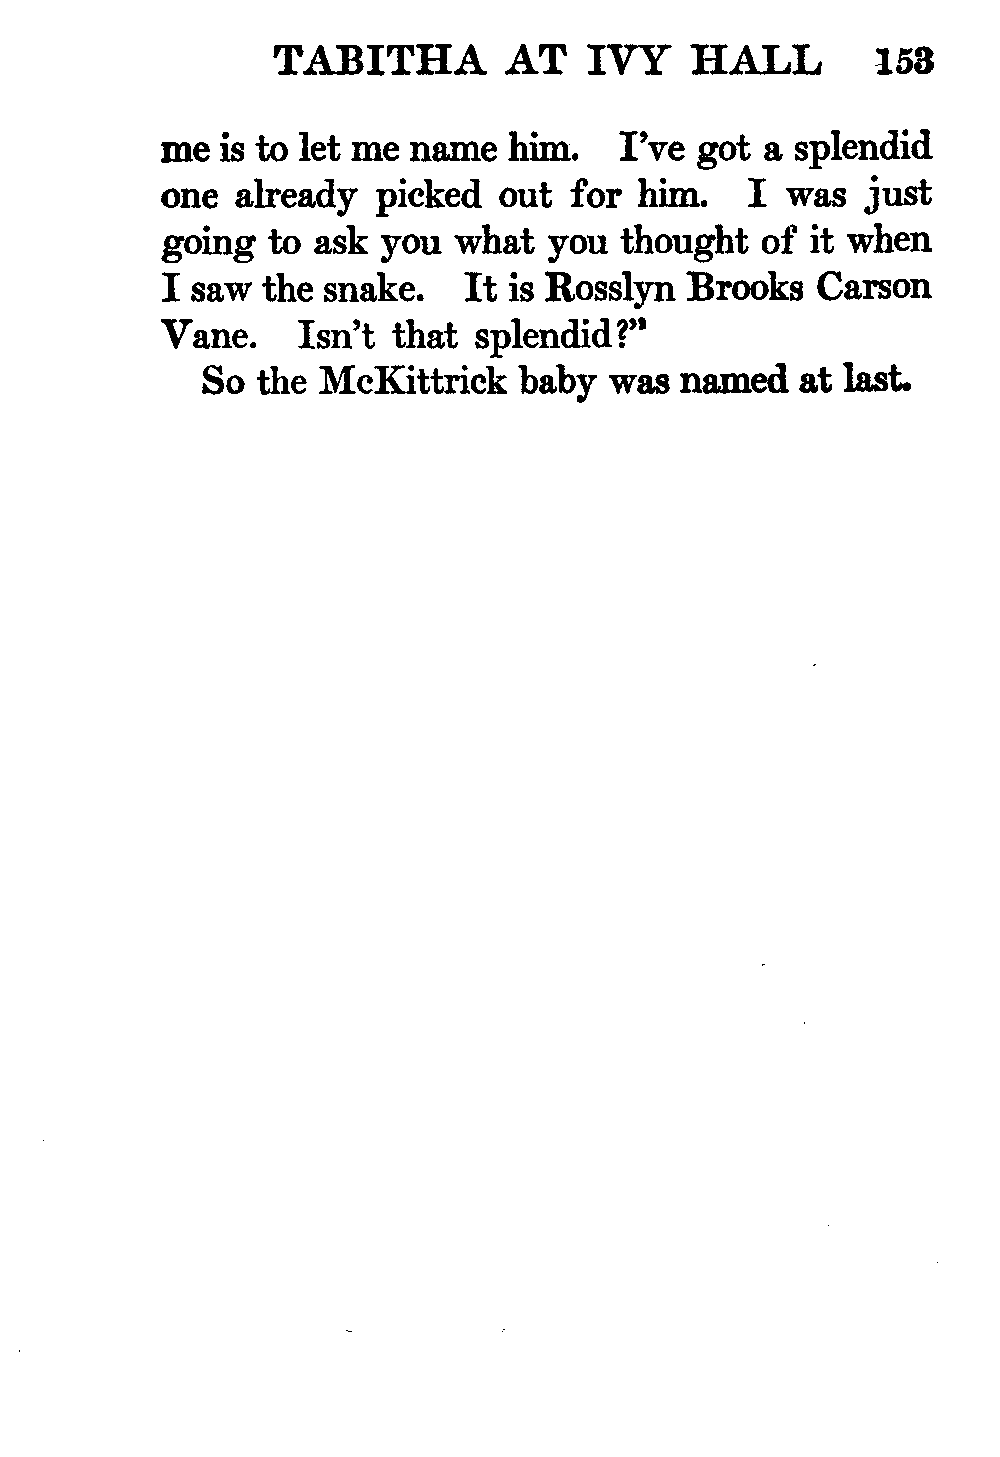 TABITHA AT IVY HALL 153
me is to let me name him. I've got a splendid
one already picked out for him. I was just
going to ask you what you thought of it when
I saw the snake. It is Rosslyn Brooks Carson
Vane. Isn't that splendid?"
So the McKittrick baby was named at last.